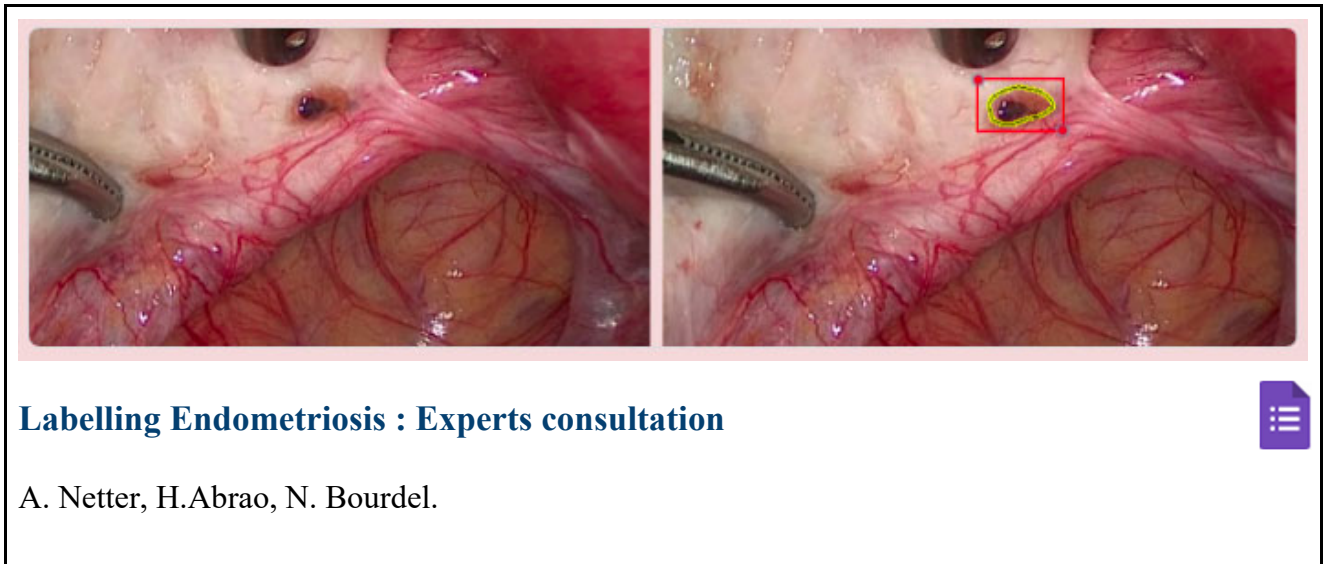 Labelling Endometriosis : Experts consultation
A. Netter, H.Abrao, N. Bourdel.